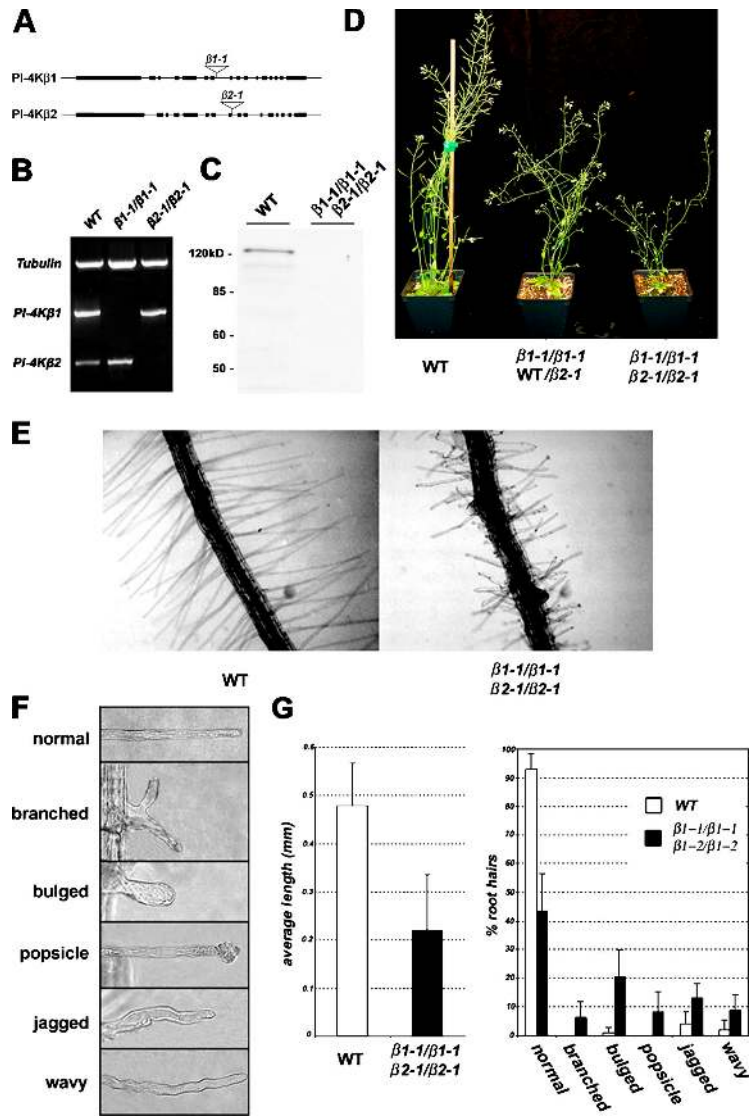 A
β1-1
PI-4Kβ1
β2-1
PI-4Kβ2
B
WT
β1-1/β1-1
β2-1/β2-1
Tubulin
PI-4Kβ1
PI-4Kβ2
C
WT
β1-1/β1-1
β2-1/β2-1
120kD -
85 -
60 -
50 -
D
WT
β1-1/β1-1
WT/β2-1
β1-1/β1-1
β2-1/β2-1
E
WT
β1-1/β1-1
β2-1/β2-1
F
normal
branched
bulged
popsicle
jagged
wavy
G
average length (mm)
0.6
0.5
0.4
0.3
0.2
0.1
0
WT
β1-1/β1-1
β2-1/β2-1
% root hairs
100
90
80
70
60
50
40
30
20
10
0
WT
β1-1/β1-1
β1-2/β1-2
normal
branched
bulged
popsicle
jagged
wavy